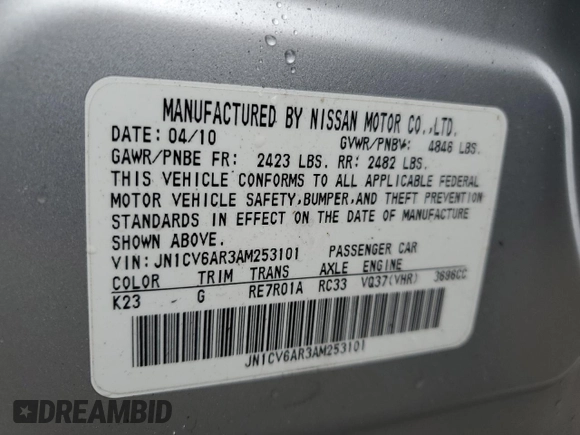 MANUFACTURED BY NISSAN MOTOR CO.,LTD.
DATE: 04/10 GVWR/PNBV: 4846 LBS.
GAWR/PNBE FR: 2423 LBS. RR: 2482 LBS.
THIS VEHICLE CONFORMS TO ALL APPLICABLE FEDERAL
MOTOR VEHICLE SAFETY,BUMPER,AND THEFT PREVENTION
STANDARDS IN EFFECT ON THE DATE OF MANUFACTURE
SHOWN ABOVE.
VIN: JN1CV6AR3AM253101 PASSENGER CAR
COLOR TRIM TRANS AXLE ENGINE
K23 G RE7R01A RC33 VQ37(VHR) 3696CC
JN1CV6AR3AM253101
DREAMBID